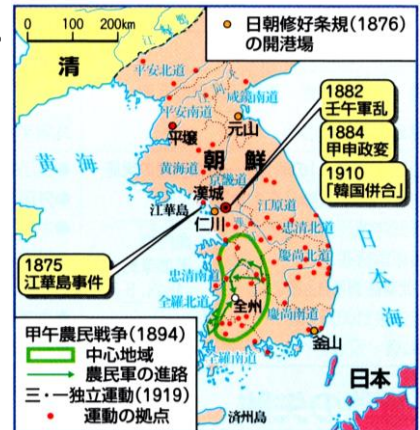 0 100 200km
日朝修好条規(1876)
の開港場
清
平安北道
咸鏡南道
平安南道
元山
平壌
1882
壬午軍乱
1884
甲申政変
1910
「韓国併合」
黄海
朝鮮
黄海道
京畿道
漢城
江華島
江原道
仁川
忠清北道
1875
江華島事件
慶尚北道
忠清南道
日本海
全羅北道
全州
慶尚南道
甲午農民戦争(1894)
中心地域
農民軍の進路
三・一独立運動(1919)
運動の拠点
全羅南道
釜山
日本
済州島